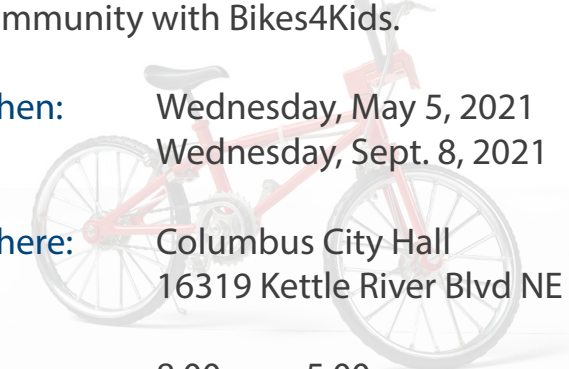 mmunity with Bikes4Kids.
hen: Wednesday, May 5, 2021
Wednesday, Sept. 8, 2021
here: Columbus City Hall
16319 Kettle River Blvd NE